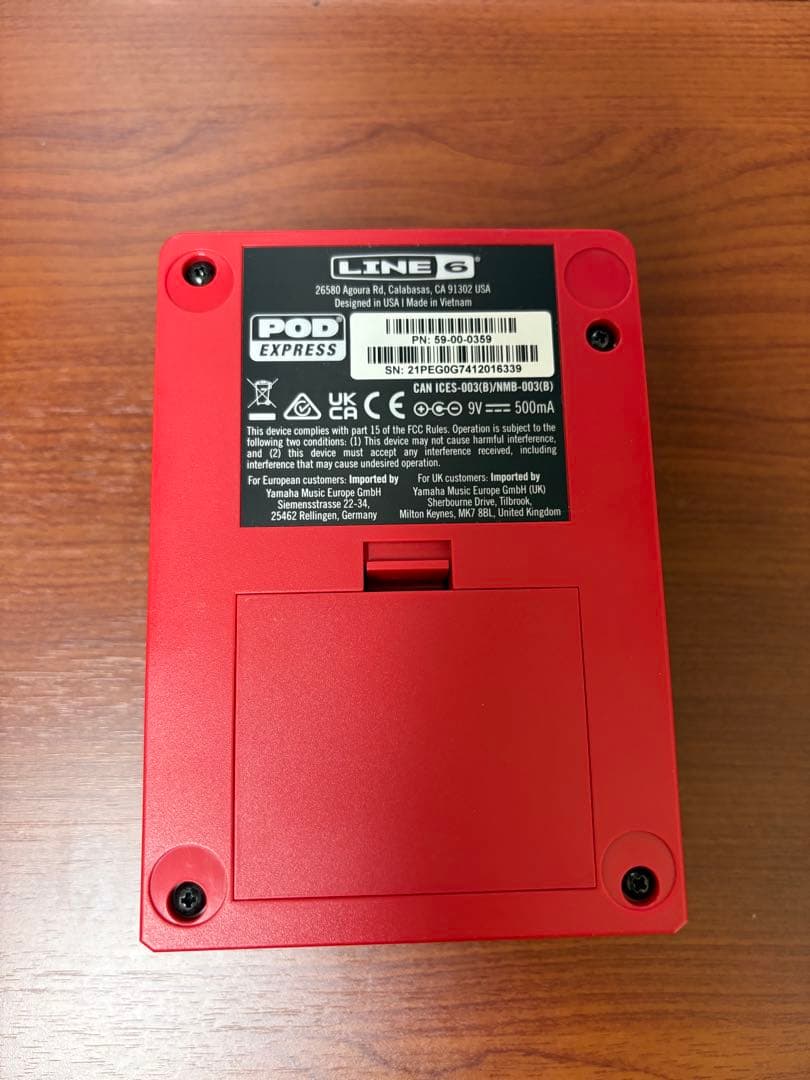 LINE 6
26580 Agoura Rd, Calabasas, CA 91302 USA
Designed in USA | Made in Vietnam
POD®
EXPRESS
PN: 59-00-0359
SN: 21PEG0G7412016339
CAN ICES-003(B)/NMB-003(B)
UK
CA CE 9V 500mA
This device complies with part 15 of the FCC Rules. Operation is subject to the
following two conditions: (1) This device may not cause harmful interference,
and (2) this device must accept any interference received, including
interference that may cause undesired operation.
For European customers: Imported by
Yamaha Music Europe GmbH
Siemensstrasse 22-34,
25462 Rellingen, Germany
For UK customers: Imported by
Yamaha Music Europe GmbH (UK)
Sherbourne Drive, Tilbrook,
Milton Keynes, MK7 8BL, United Kingdom